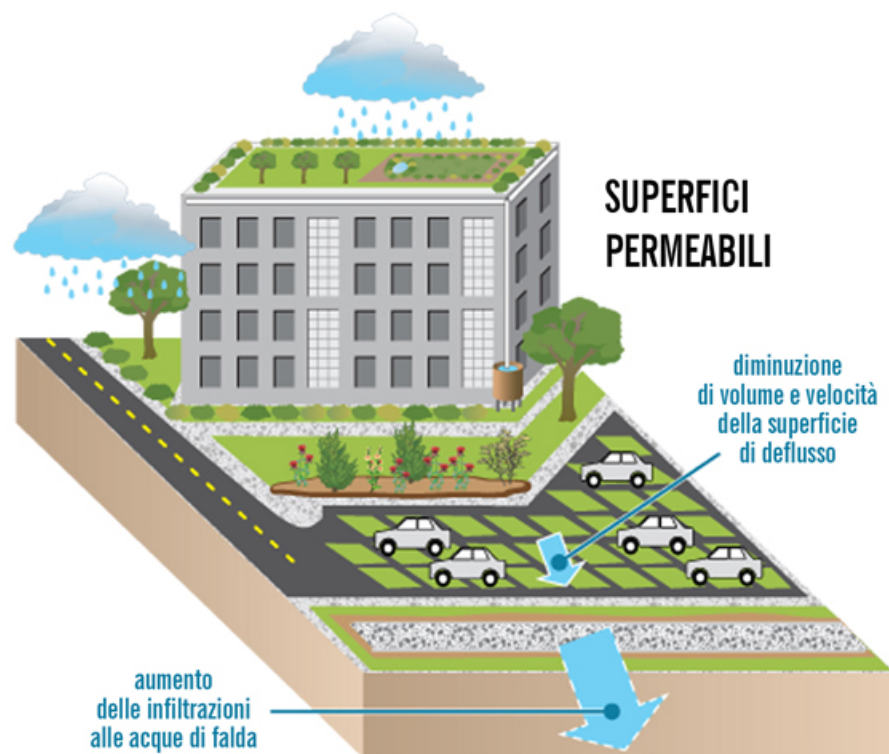 SUPERFICI
PERMEABILI
diminuzione
di volume e velocità
della superficie
di deflusso
aumento
delle infiltrazioni
alle acque di falda